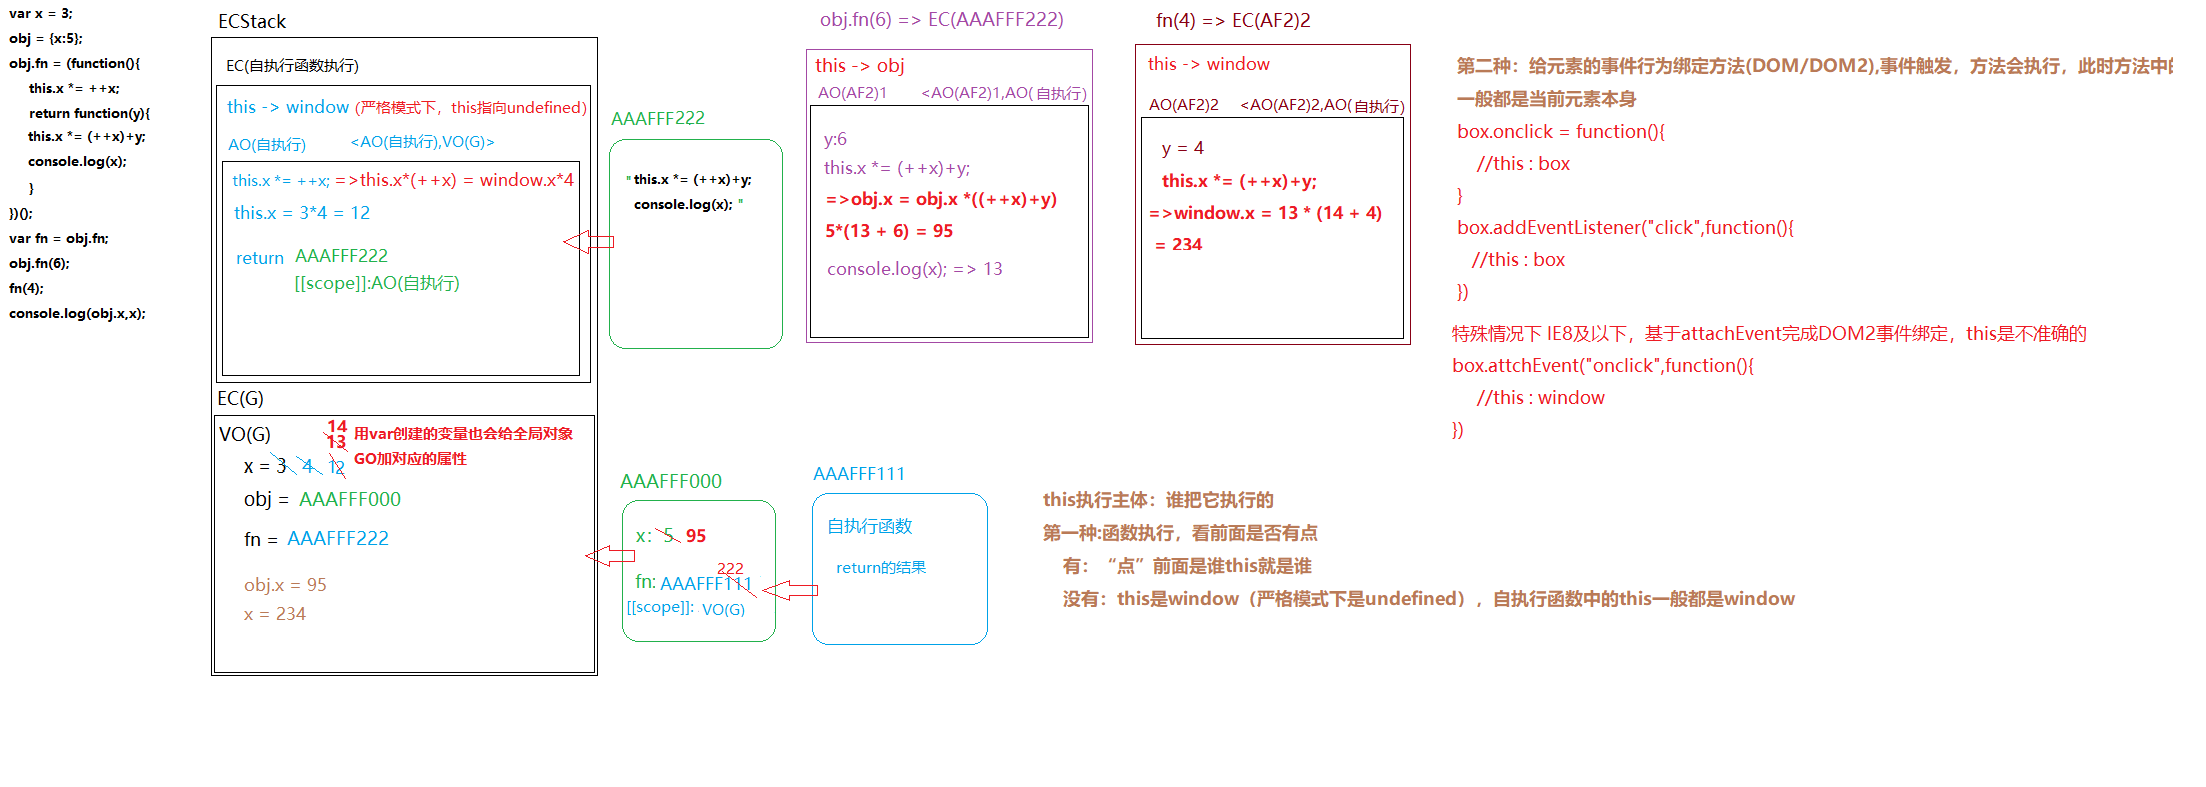 var x = 3;
obj = {x:5};
obj.fn = (function(){
this.x *= ++x;
return function(y){
this.x *= (++x)+y;
console.log(x);
}
})();
var fn = obj.fn;
obj.fn(6);
fn(4);
console.log(obj.x,x);
ECStack
EC(自执行函数执行)
this -> window (严格模式下，this指向undefined)
AO(自执行) <AO(自执行),VO(G)>
this.x *= ++x; =>this.x*(++x) = window.x*4
this.x = 3*4 = 12
return AAAFFF222
[[scope]]:AO(自执行)
EC(G)
VO(G)
14
13
用var创建的变量也会给全局对象
GO加对应的属性
x = 3 4 12
obj = AAAFFF000
fn = AAAFFF222
obj.x = 95
x = 234
AAAFFF222
" this.x *= (++x)+y;
console.log(x); "
AAAFFF000
x: 5 95
222
fn: AAAFFF111
[[scope]]: VO(G)
AAAFFF111
自执行函数
return的结果
obj.fn(6) => EC(AAAFFF222)
this -> obj
AO(AF2)1 <AO(AF2)1,AO(自执行)
y:6
this.x *= (++x)+y;
=>obj.x = obj.x *((++x)+y)
5*(13 + 6) = 95
console.log(x); => 13
fn(4) => EC(AF2)2
this -> window
AO(AF2)2 <AO(AF2)2,AO(自执行)
y = 4
this.x *= (++x)+y;
=>window.x = 13 * (14 + 4)
= 234
第二种：给元素的事件行为绑定方法(DOM/DOM2),事件触发，方法会执行，此时方法中的
一般都是当前元素本身
box.onclick = function(){
//this : box
}
box.addEventListener("click",function(){
//this : box
})
特殊情况下 IE8及以下，基于attachEvent完成DOM2事件绑定，this是不准确的
box.attchEvent("onclick",function(){
//this : window
})
this执行主体：谁把它执行的
第一种:函数执行，看前面是否有点
有：“点”前面是谁this就是谁
没有：this是window（严格模式下是undefined），自执行函数中的this一般都是window